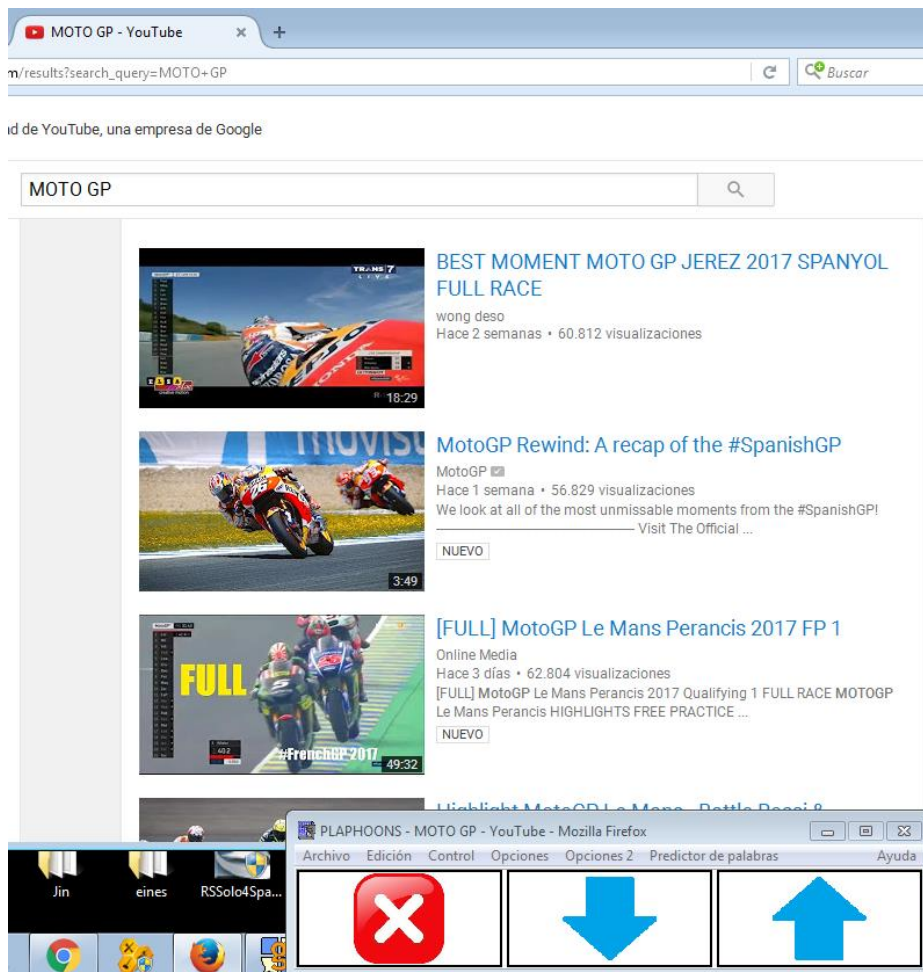 MOTO GP - YouTube
m/results?search_query=MOTO+GP
Buscar
d de YouTube, una empresa de Google
MOTO GP
TRANS 7
LIVE
18:29
BEST MOMENT MOTO GP JEREZ 2017 SPANYOL
FULL RACE
wong deso
Hace 2 semanas • 60.812 visualizaciones
HONDA
3:49
MotoGP Rewind: A recap of the #SpanishGP
MotoGP
Hace 1 semana • 56.829 visualizaciones
We look at all of the most unmissable moments from the #SpanishGP!
Visit The Official ...
NUEVO
FULL
#FrenchGP 2017
49:32
[FULL] MotoGP Le Mans Perancis 2017 FP 1
Online Media
Hace 3 días • 62.804 visualizaciones
[FULL] MotoGP Le Mans Perancis 2017 Qualifying 1 FULL RACE MOTOGP
Le Mans Perancis HIGHLIGHTS FREE PRACTICE ...
NUEVO
PLAPHOONS - MOTO GP - YouTube - Mozilla Firefox
Archivo Edición Control Opciones Opciones 2 Predictor de palabras Ayuda
Jin eines RSSolo4Spa...